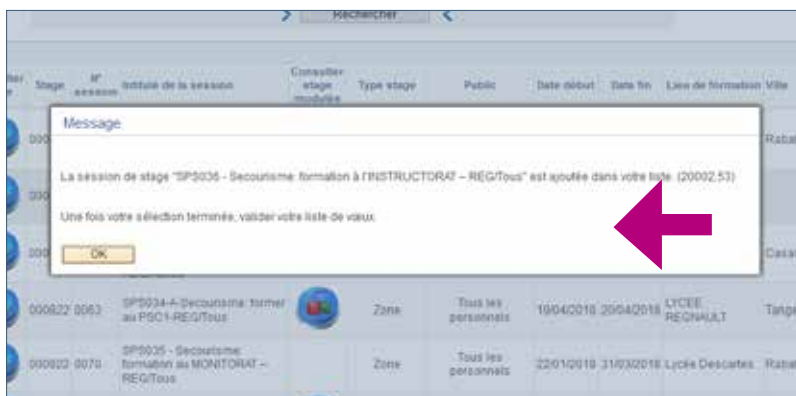 Rechercher
Stage N° session Intitulé de la session Consulter stage modulés Type stage Public Date début Date fin Lieu de formation Ville
Message
La session de stage "SPS036 - Secourisme: formation à l'INSTRUCTORAT – REG/Tous" est ajoutée dans votre liste. (20002,53)
Une fois votre sélection terminée, valider votre liste de vœux.
OK
000822 0063 SPS034-A-Secourisme: former au PSC1-REG/Tous Zone Tous les personnels 19/04/2018 20/04/2018 LYCEE REGNAULT Tange
000822 0070 SPS035 - Secourisme: formation au MONITORAT – REG/Tous Zone Tous les personnels 22/01/2018 31/03/2018 Lycée Descartes Rabat